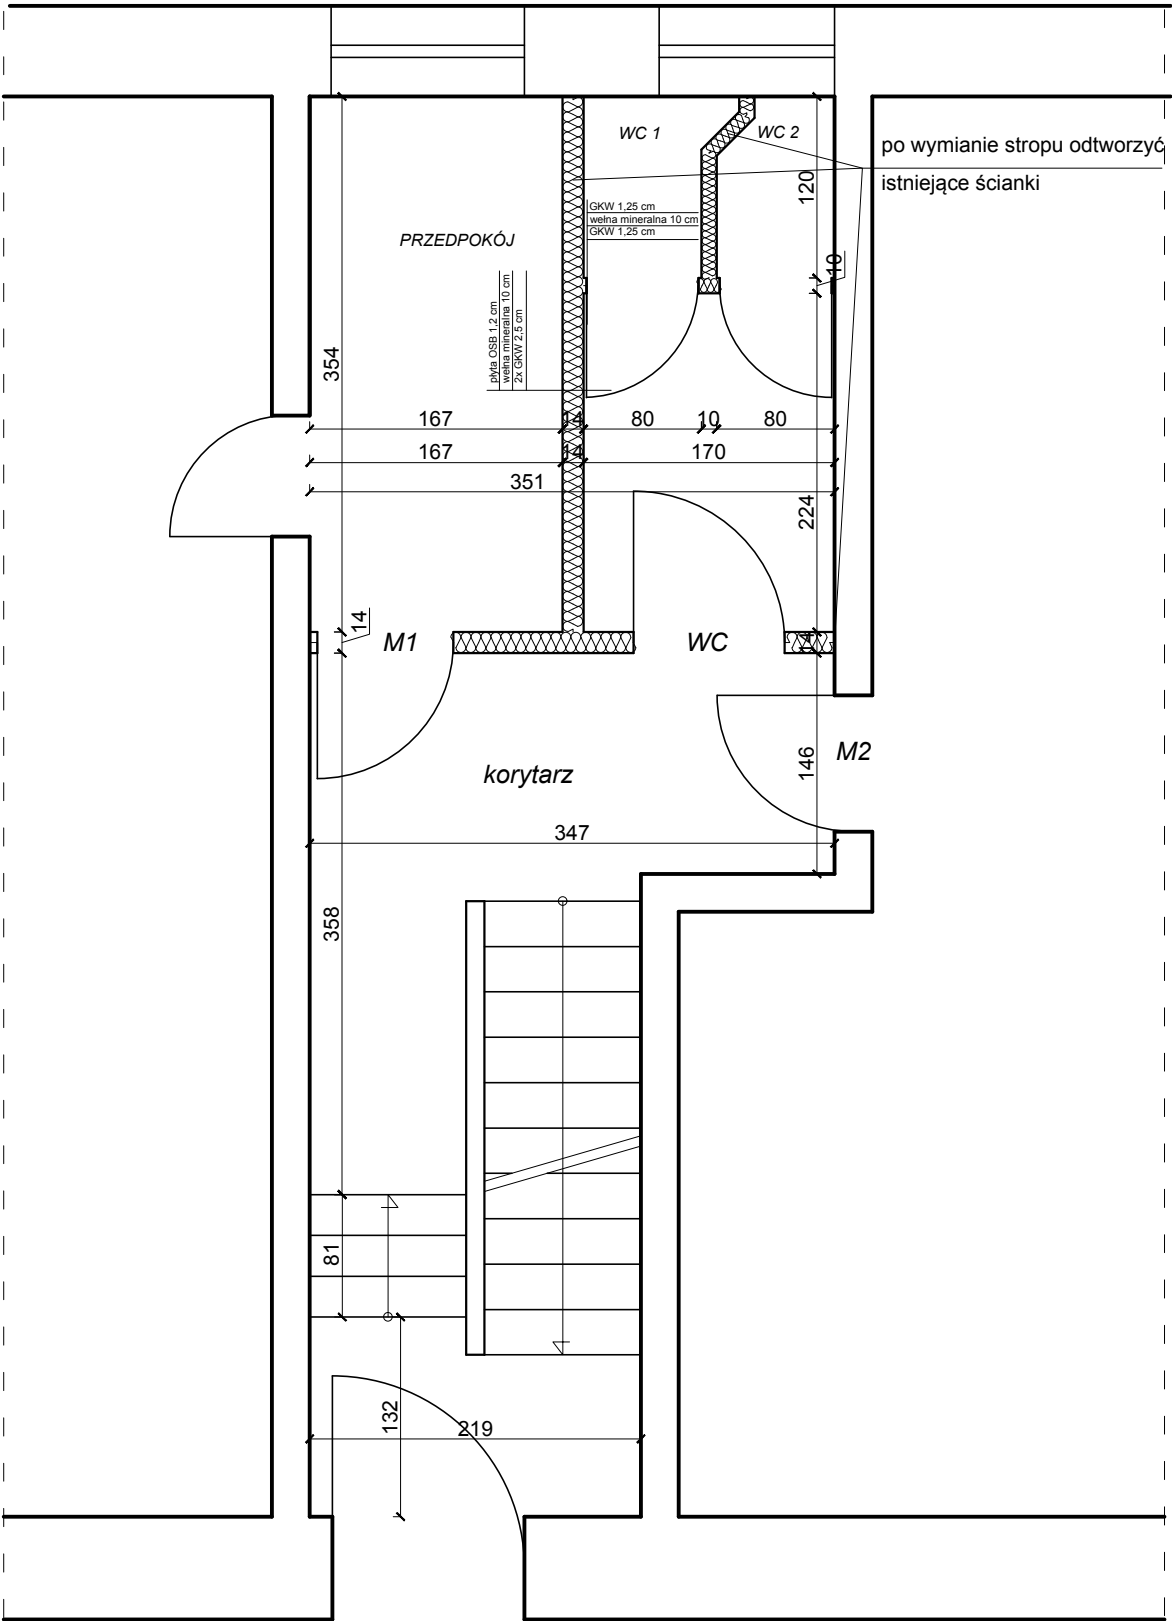 WC 1
WC 2
po wymianie stropu odtworzyć
istniejące ścianki
120
GKW 1,25 cm
wełna mineralna 10 cm
GKW 1,25 cm
PRZEDPOKÓJ
10
płyta OSB 1,2 cm
wełna mineralna 10 cm
2x GKW 2,5 cm
354
167
14
80
10
80
167
14
170
351
224
14
M1
WC
14
146
M2
korytarz
347
358
81
132
219